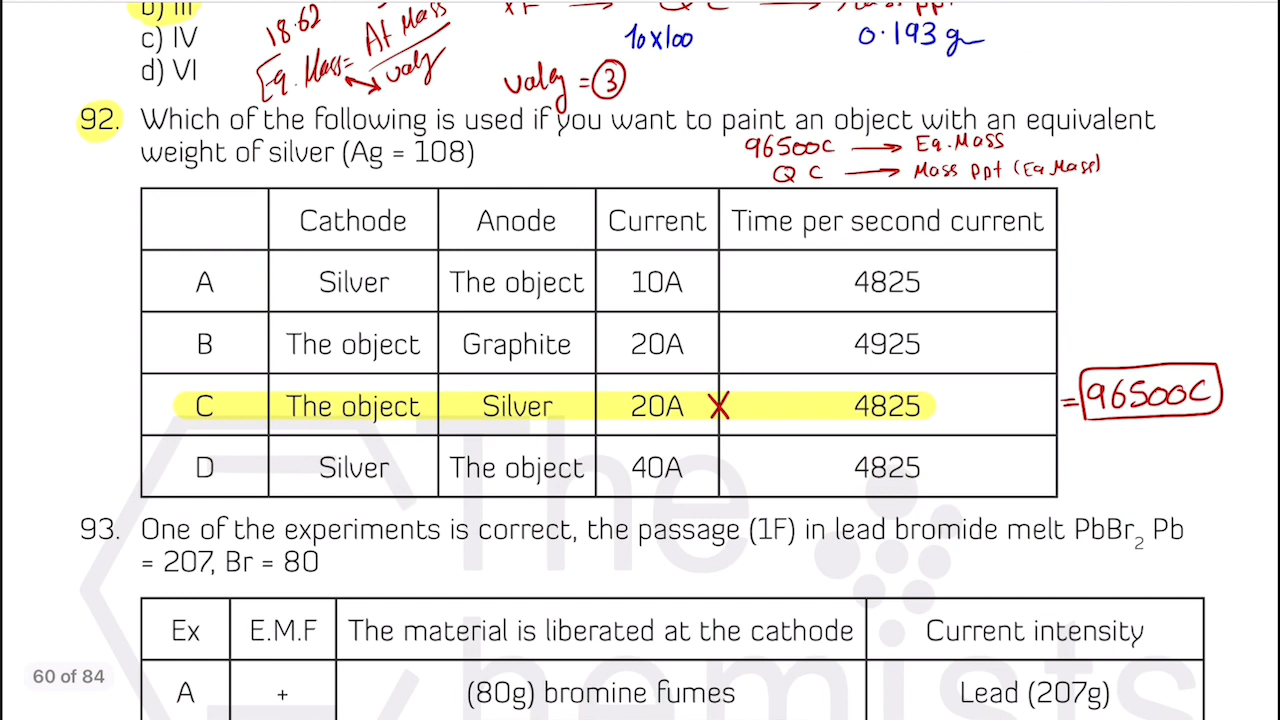 b) III
c) IV
d) VI
18.62
Eq. Mass = At Mass / valy
10x100
0.193 g
valey = 3
92. Which of the following is used if you want to paint an object with an equivalent
weight of silver (Ag = 108)
96500C → Eq. Mass
Q C → Mass ppt (Eq. Mass)
Cathode Anode Current Time per second current
A Silver The object 10A 4825
B The object Graphite 20A 4925
C The object Silver 20A X 4825 = 96500C
D Silver The object 40A 4825
93. One of the experiments is correct, the passage (1F) in lead bromide melt PbBr₂ Pb
= 207, Br = 80
Ex E.M.F The material is liberated at the cathode Current intensity
A + (80g) bromine fumes Lead (207g)
60 of 84
The
Chemists